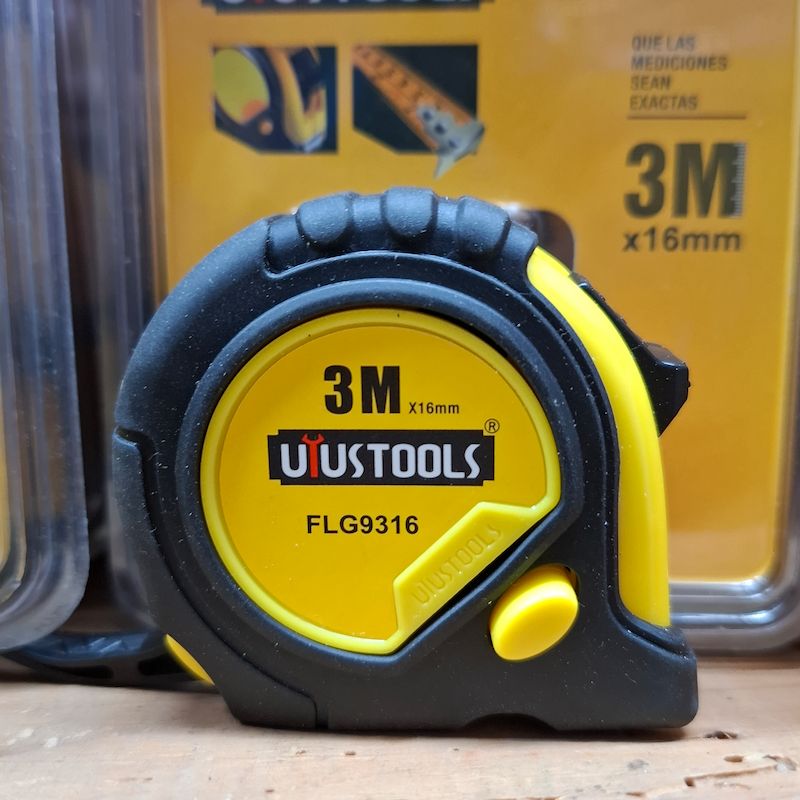 QUE LAS
MEDICIONES
SEAN
EXACTAS
3M
x16mm
3M X16mm
UYUSTOOLS ®
FLG9316
UYUSTOOLS